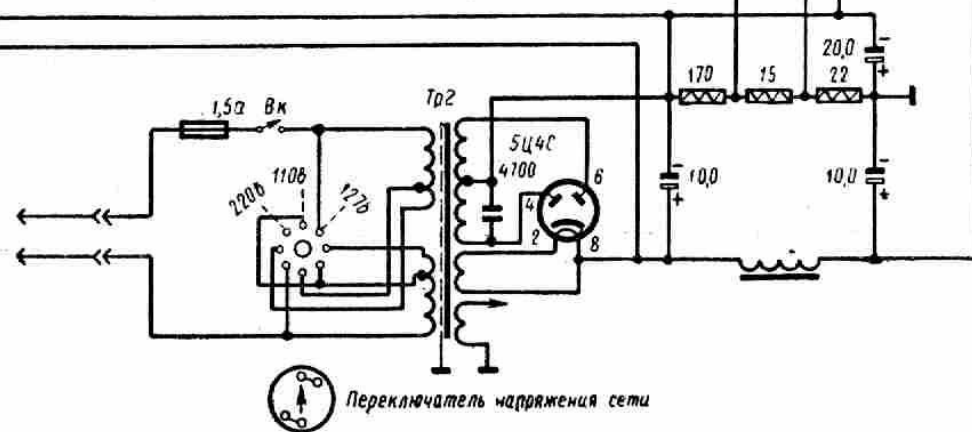 20,0
170
15
22
1,5а
Вк
Тр2
5Ц4С
4700
6
4
2
8
220в
110в
127в
10,0
10,0
Переключатель напряжения сети